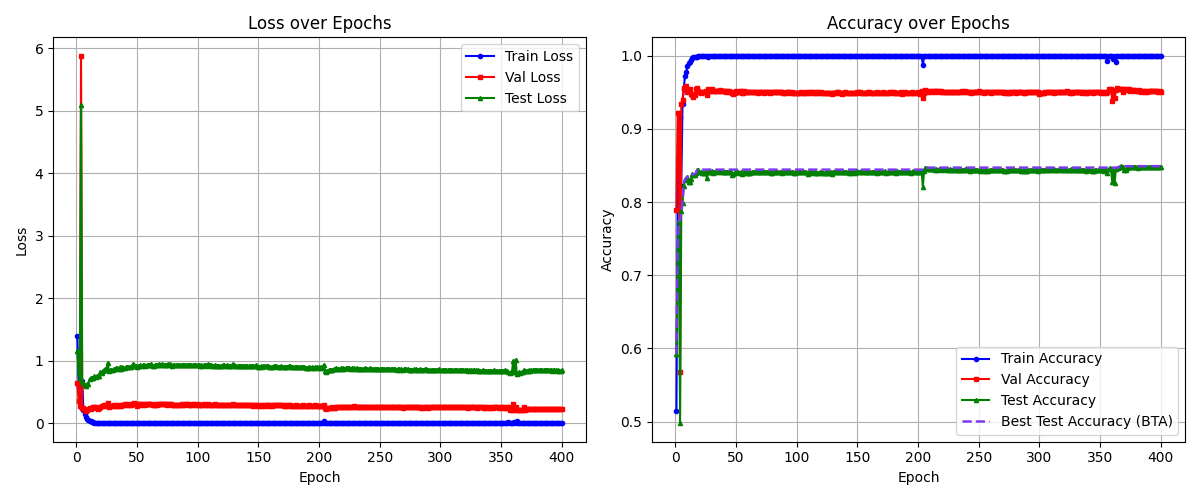 Loss over Epochs
Loss
6
5
4
3
2
1
0
0 50 100 150 200 250 300 350 400
Epoch
Train Loss
Val Loss
Test Loss
Accuracy over Epochs
Accuracy
1.0
0.9
0.8
0.7
0.6
0.5
0 50 100 150 200 250 300 350 400
Epoch
Train Accuracy
Val Accuracy
Test Accuracy
Best Test Accuracy (BTA)